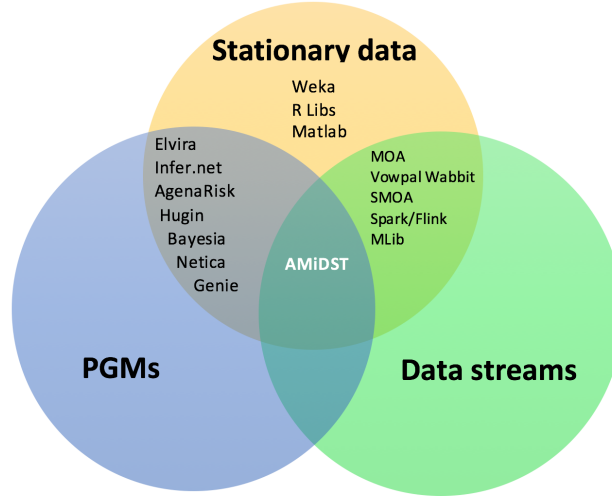 Stationary data
Weka
R Libs
Matlab
Elvira
Infer.net
AgenaRisk
Hugin
Bayesia
Netica
Genie
MOA
Vowpal Wabbit
SMOA
Spark/Flink
MLib
AMiDST
PGMs
Data streams